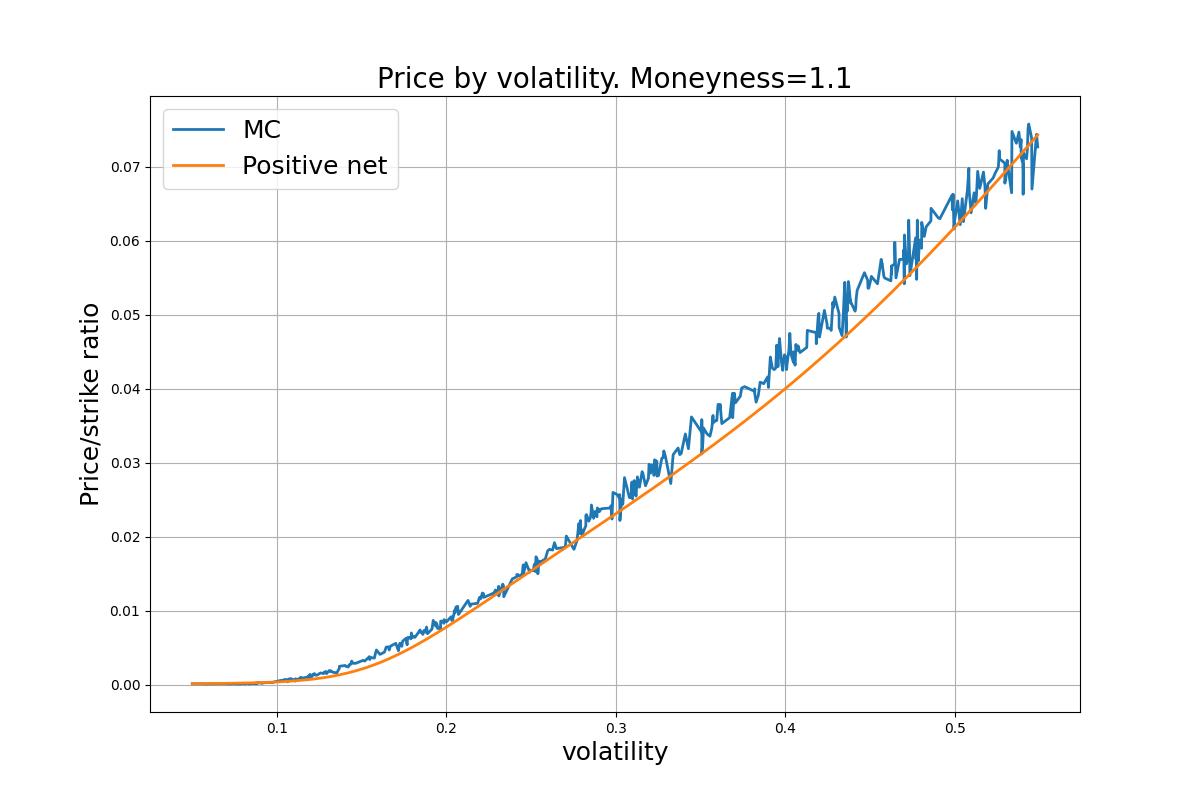 Price by volatility. Moneyness=1.1
MC
Positive net
0.07
0.06
0.05
0.04
0.03
0.02
0.01
0.00
Price/strike ratio
0.1 0.2 0.3 0.4 0.5
volatility